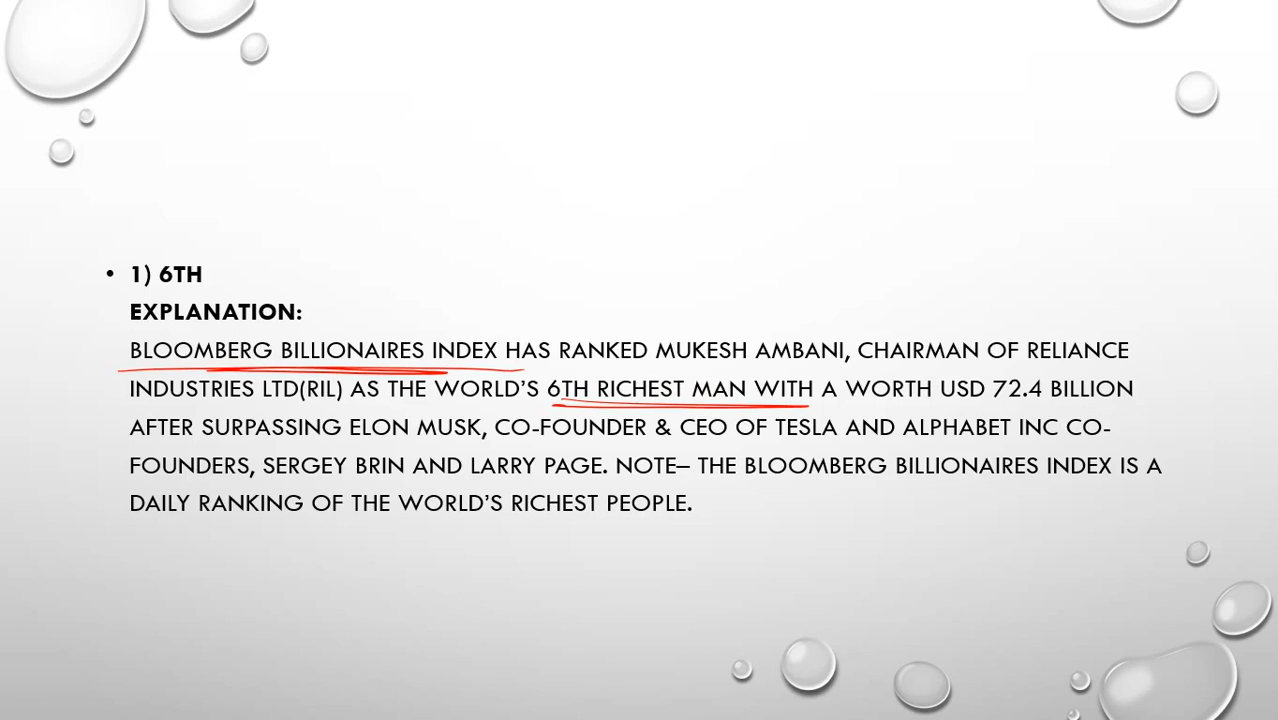 • 1) 6TH
EXPLANATION:
BLOOMBERG BILLIONAIRES INDEX HAS RANKED MUKESH AMBANI, CHAIRMAN OF RELIANCE
INDUSTRIES LTD(RIL) AS THE WORLD’S 6TH RICHEST MAN WITH A WORTH USD 72.4 BILLION
AFTER SURPASSING ELON MUSK, CO-FOUNDER & CEO OF TESLA AND ALPHABET INC CO-
FOUNDERS, SERGEY BRIN AND LARRY PAGE. NOTE– THE BLOOMBERG BILLIONAIRES INDEX IS A
DAILY RANKING OF THE WORLD’S RICHEST PEOPLE.